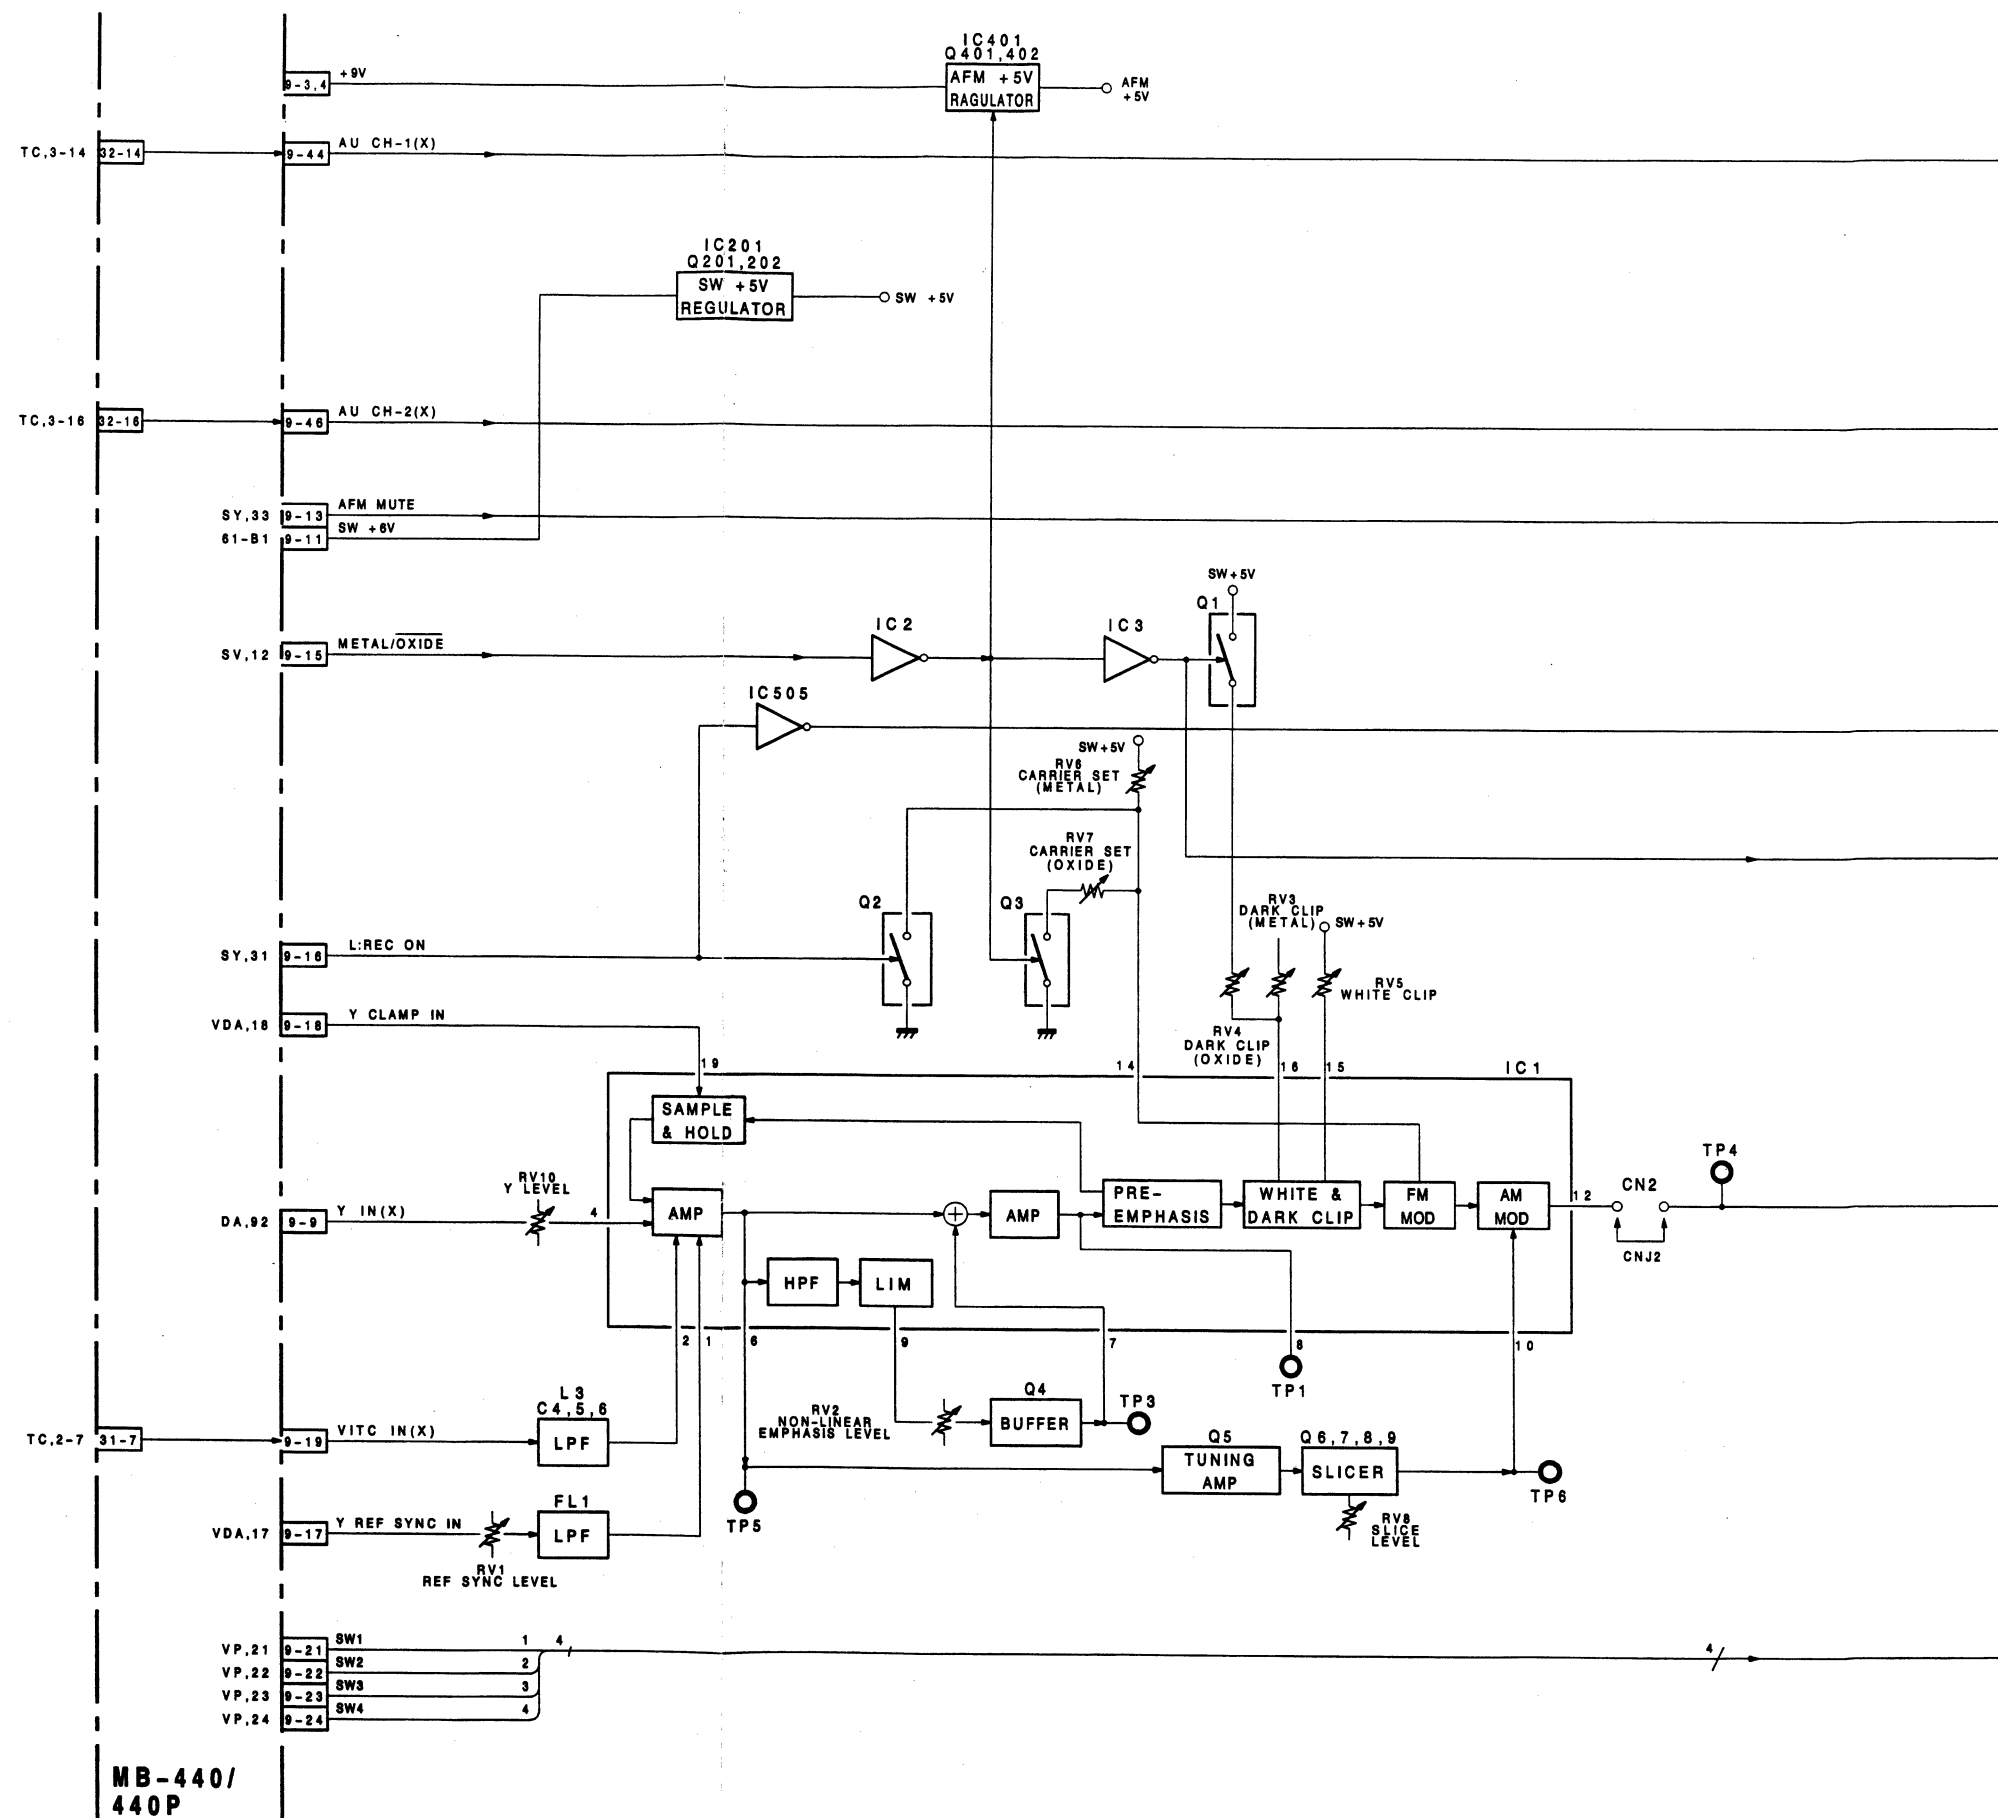 IC401
Q401,402
AFM +5V
RAGULATOR
AFM
+5V
9-3,4
+9V
TC,3-14
32-14
9-44
AU CH-1(X)
IC201
Q201,202
SW +5V
REGULATOR
SW +5V
TC,3-16
32-16
9-46
AU CH-2(X)
SY,33
9-13
AFM MUTE
61-B1
9-11
SW +6V
SW+5V
Q1
SV,12
9-15
METAL/OXIDE
IC2
IC3
IC505
SW+5V
RV6
CARRIER SET
(METAL)
RV7
CARRIER SET
(OXIDE)
Q2
Q3
RV3
DARK CLIP
(METAL)
SW+5V
SY,31
9-16
L:REC ON
RV5
WHITE CLIP
VDA,18
9-18
Y CLAMP IN
RV4
DARK CLIP
(OXIDE)
19
14
16
15
IC1
SAMPLE
& HOLD
TP4
RV10
Y LEVEL
DA,92
9-9
Y IN(X)
4
AMP
AMP
PRE-
EMPHASIS
WHITE &
DARK CLIP
FM
MOD
AM
MOD
12
CN2
CNJ2
HPF
LIM
2
1
6
9
7
8
10
TP1
L3
C4,5,6
LPF
TC,2-7
31-7
9-19
VITC IN(X)
RV2
NON-LINEAR
EMPHASIS LEVEL
Q4
BUFFER
TP3
Q5
TUNING
AMP
Q6,7,8,9
SLICER
TP6
RV8
SLICE
LEVEL
TP5
FL1
LPF
VDA,17
9-17
Y REF SYNC IN
RV1
REF SYNC LEVEL
VP,21
9-21
SW1
1
4
4
VP,22
9-22
SW2
2
VP,23
9-23
SW3
3
VP,24
9-24
SW4
4
MB-440/
440P